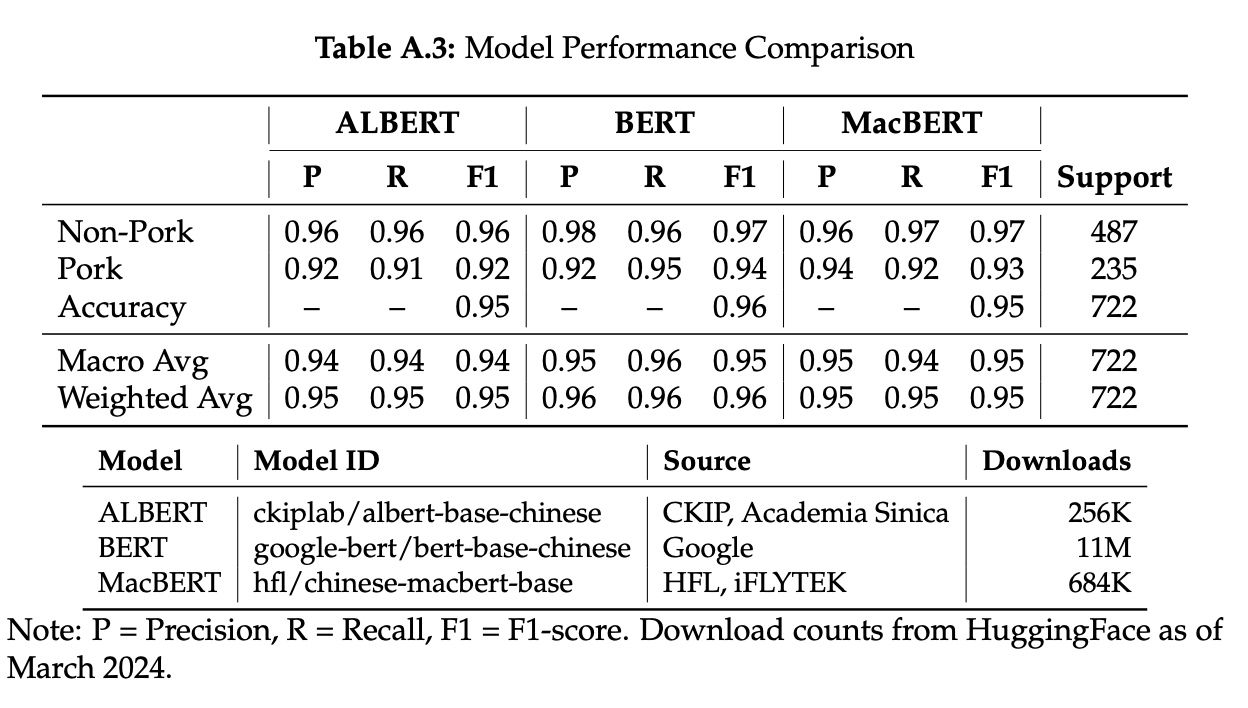 Table A.3: Model Performance Comparison
ALBERT BERT MacBERT
P R F1 P R F1 P R F1 Support
Non-Pork 0.96 0.96 0.96 0.98 0.96 0.97 0.96 0.97 0.97 487
Pork 0.92 0.91 0.92 0.92 0.95 0.94 0.94 0.92 0.93 235
Accuracy – – 0.95 – – 0.96 – – 0.95 722
Macro Avg 0.94 0.94 0.94 0.95 0.96 0.95 0.95 0.94 0.95 722
Weighted Avg 0.95 0.95 0.95 0.96 0.96 0.96 0.95 0.95 0.95 722
Model Model ID Source Downloads
ALBERT ckiplab/albert-base-chinese CKIP, Academia Sinica 256K
BERT google-bert/bert-base-chinese Google 11M
MacBERT hfl/chinese-macbert-base HFL, iFLYTEK 684K
Note: P = Precision, R = Recall, F1 = F1-score. Download counts from HuggingFace as of
March 2024.